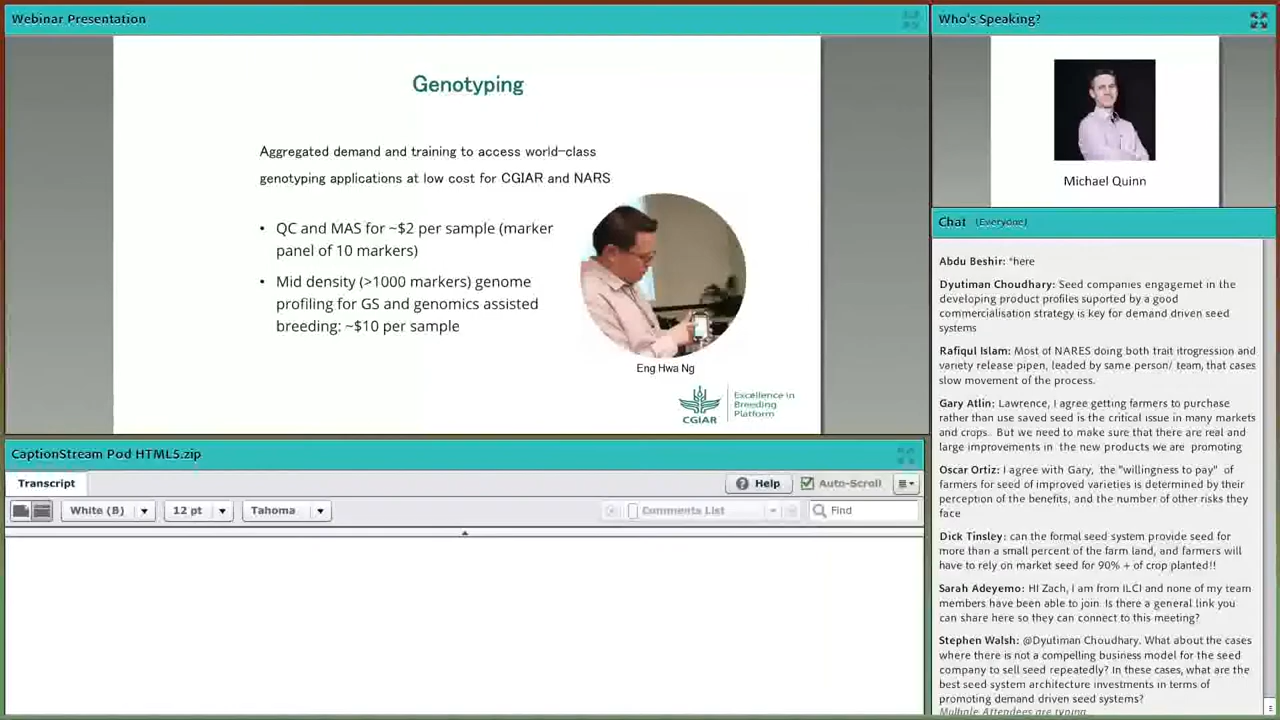 Webinar Presentation
Genotyping
Aggregated demand and training to access world-class
genotyping applications at low cost for CGIAR and NARS
• QC and MAS for ~$2 per sample (marker
panel of 10 markers)
• Mid density (>1000 markers) genome
profiling for GS and genomics assisted
breeding: ~$10 per sample
Eng Hwa Ng
CGIAR
Excellence in
Breeding
Platform
CaptionStream Pod HTML5.zip
Transcript
Help
Auto-Scroll
White (B)
12 pt
Tahoma
Comments List
Find
Who's Speaking?
Michael Quinn
Chat (Everyone)
Abdu Beshir: *here
Dyutiman Choudhary: Seed companies engagemet in the
developing product profiles suported by a good
commercialisation strategy is key for demand driven seed
systems
Rafiqul Islam: Most of NARES doing both trait itrogression and
variety release pipen, leaded by same person/ team, that cases
slow movement of the process.
Gary Atlin: Lawrence, I agree getting farmers to purchase
rather than use saved seed is the critical issue in many markets
and crops. But we need to make sure that there are real and
large improvements in the new products we are promoting
Oscar Ortiz: I agree with Gary, the "willingness to pay" of
farmers for seed of improved varieties is determined by their
perception of the benefits, and the number of other risks they
face
Dick Tinsley: can the formal seed system provide seed for
more than a small percent of the farm land, and farmers will
have to rely on market seed for 90% + of crop planted!!
Sarah Adeyemo: HI Zach, I am from ILCI and none of my team
members have been able to join. Is there a general link you
can share here so they can connect to this meeting?
Stephen Walsh: @Dyutiman Choudhary. What about the cases
where there is not a compelling business model for the seed
company to sell seed repeatedly? In these cases, what are the
best seed system architecture investments in terms of
promoting demand driven seed systems?
Multiple Attendees are typing